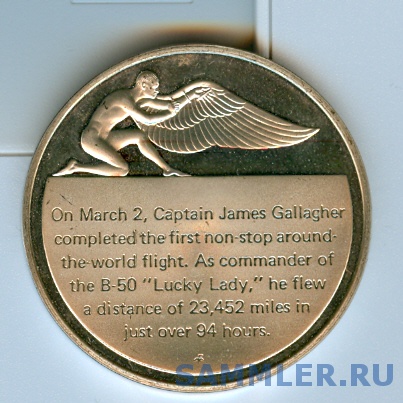 On March 2, Captain James Gallagher
completed the first non-stop around-
the-world flight. As commander of
the B-50 "Lucky Lady," he flew
a distance of 23,452 miles in
just over 94 hours.
SAMMLER.RU